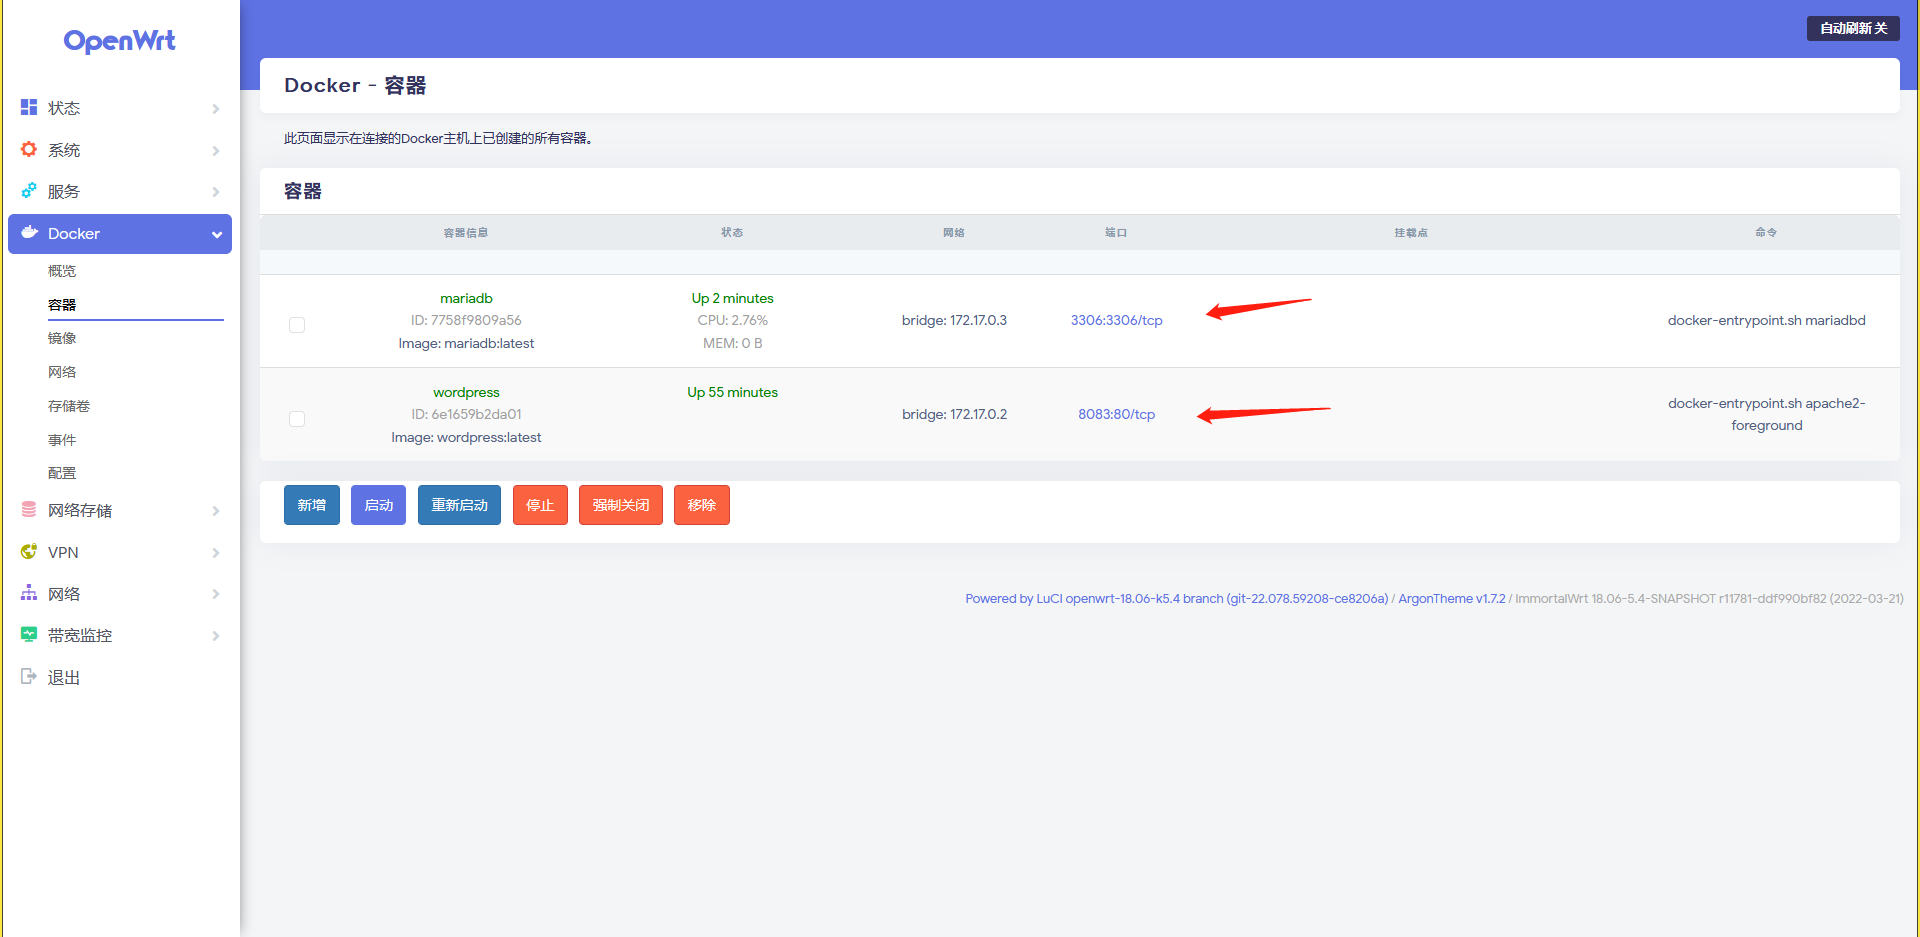 OpenWrt
自动刷新 关
状态
系统
服务
Docker
概览
容器
镜像
网络
存储卷
事件
配置
网络存储
VPN
网络
带宽监控
退出
Docker - 容器
此页面显示在连接的Docker主机上已创建的所有容器。
容器
容器信息 状态 网络 端口 挂载点 命令
mariadb
ID: 7758f9809a56
Image: mariadb:latest
Up 2 minutes
CPU: 2.76%
MEM: 0 B
bridge: 172.17.0.3
3306:3306/tcp
docker-entrypoint.sh mariadbd
wordpress
ID: 6e1659b2da01
Image: wordpress:latest
Up 55 minutes
bridge: 172.17.0.2
8083:80/tcp
docker-entrypoint.sh apache2-
foreground
新增 启动 重新启动 停止 强制关闭 移除
Powered by LuCI openwrt-18.06-k5.4 branch (git-22.078.59208-ce8206a) / ArgonTheme v1.7.2 / ImmortalWrt 18.06-5.4-SNAPSHOT r11781-ddf990bf82 (2022-03-21)